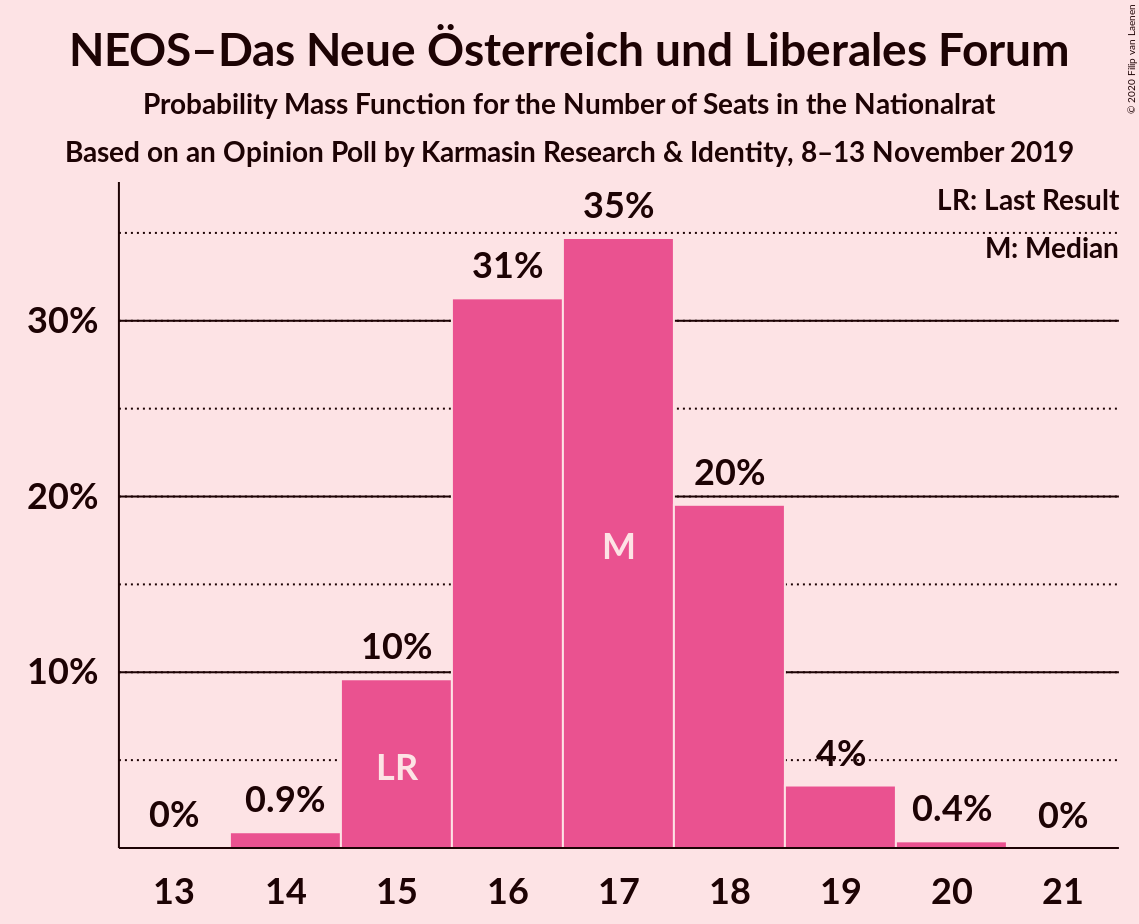 NEOS–Das Neue Österreich und Liberales Forum
Probability Mass Function for the Number of Seats in the Nationalrat
Based on an Opinion Poll by Karmasin Research & Identity, 8–13 November 2019
© 2020 Filip van Laenen
LR: Last Result
M: Median
35%
31%
30%
20%
20%
M
10%
10%
LR
4%
0.9%
0.4%
0%
0%
13 14 15 16 17 18 19 20 21